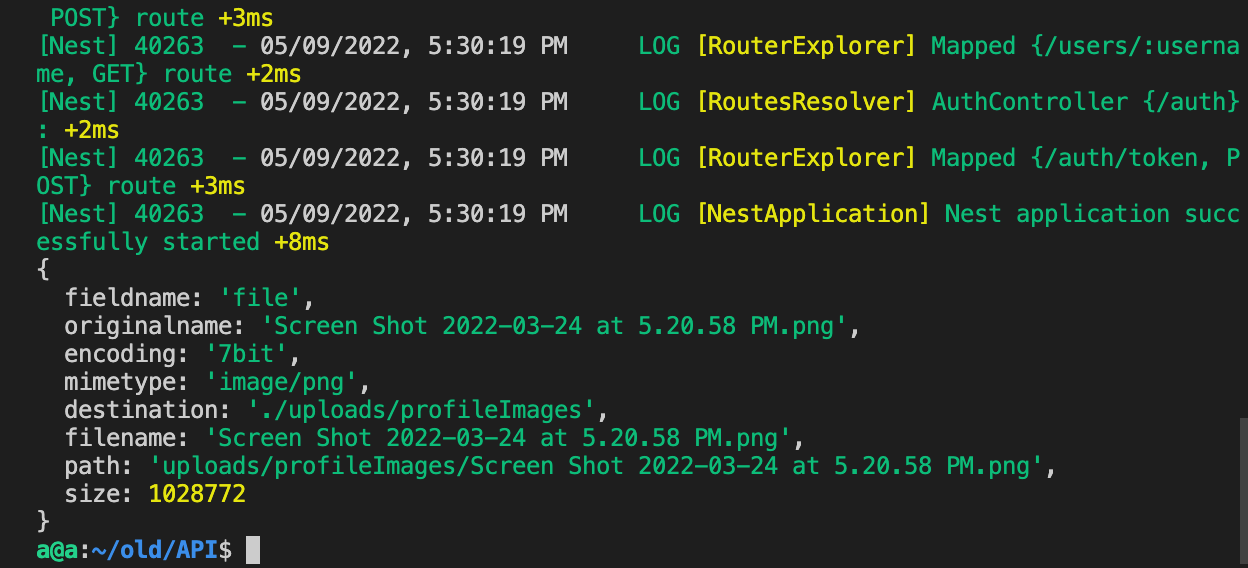 POST} route +3ms
[Nest] 40263  - 05/09/2022, 5:30:19 PM     LOG [RouterExplorer] Mapped {/users/:userna
me, GET} route +2ms
[Nest] 40263  - 05/09/2022, 5:30:19 PM     LOG [RoutesResolver] AuthController {/auth}
: +2ms
[Nest] 40263  - 05/09/2022, 5:30:19 PM     LOG [RouterExplorer] Mapped {/auth/token, P
OST} route +3ms
[Nest] 40263  - 05/09/2022, 5:30:19 PM     LOG [NestApplication] Nest application succ
essfully started +8ms
{
  fieldname: 'file',
  originalname: 'Screen Shot 2022-03-24 at 5.20.58 PM.png',
  encoding: '7bit',
  mimetype: 'image/png',
  destination: './uploads/profileImages',
  filename: 'Screen Shot 2022-03-24 at 5.20.58 PM.png',
  path: 'uploads/profileImages/Screen Shot 2022-03-24 at 5.20.58 PM.png',
  size: 1028772
}
a@a:~/old/API$